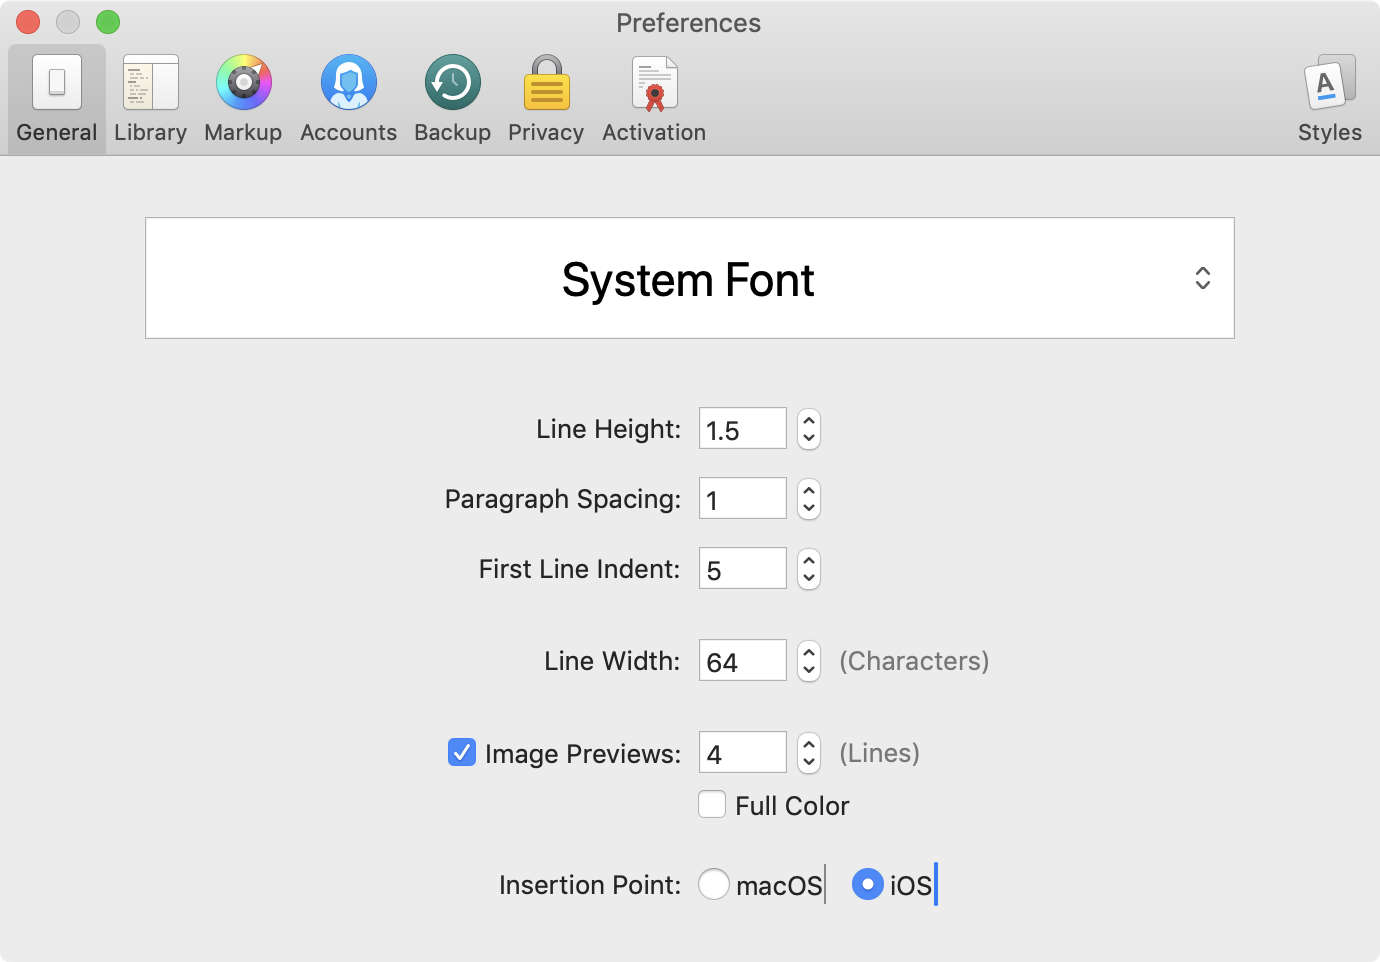 Preferences
General Library Markup Accounts Backup Privacy Activation Styles
System Font
Line Height: 1.5
Paragraph Spacing: 1
First Line Indent: 5
Line Width: 64 (Characters)
Image Previews: 4 (Lines)
Full Color
Insertion Point: macOS iOS